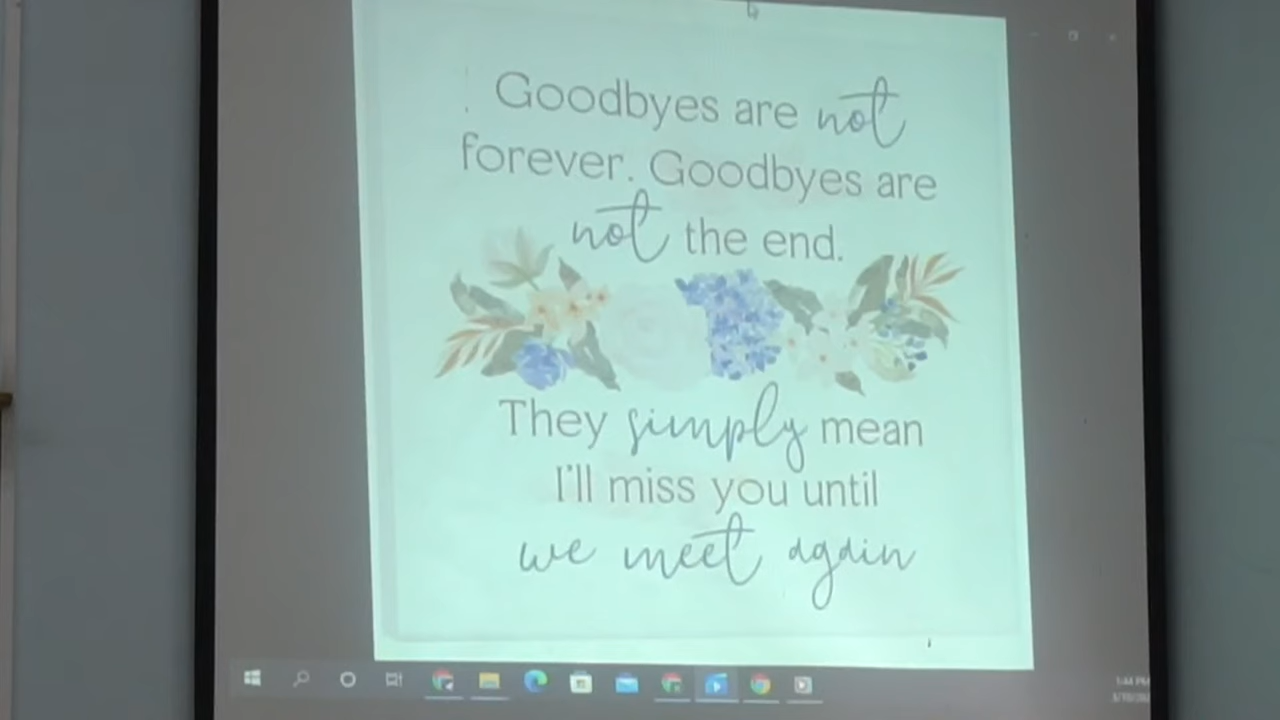 Goodbyes are not
forever. Goodbyes are
not the end.
They simply mean
I'll miss you until
we meet again